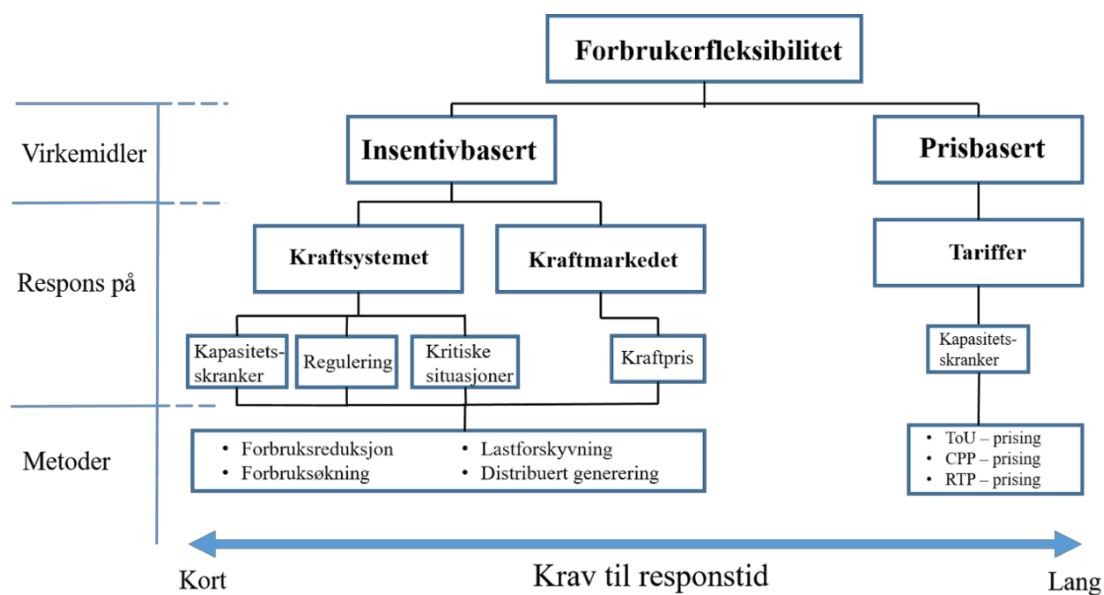 Forbrukerfleksibilitet
Virkemidler
Insentivbasert
Prisbasert
Respons på
Kraftsystemet
Kraftmarkedet
Tariffer
Kapasitets-
skranker
Regulering
Kritiske
situasjoner
Kraftpris
Kapasitets-
skranker
Metoder
• Forbruksreduksjon
• Forbruksøkning
• Lastforskyvning
• Distribuert generering
• ToU – prising
• CPP – prising
• RTP – prising
Kort
Krav til responstid
Lang